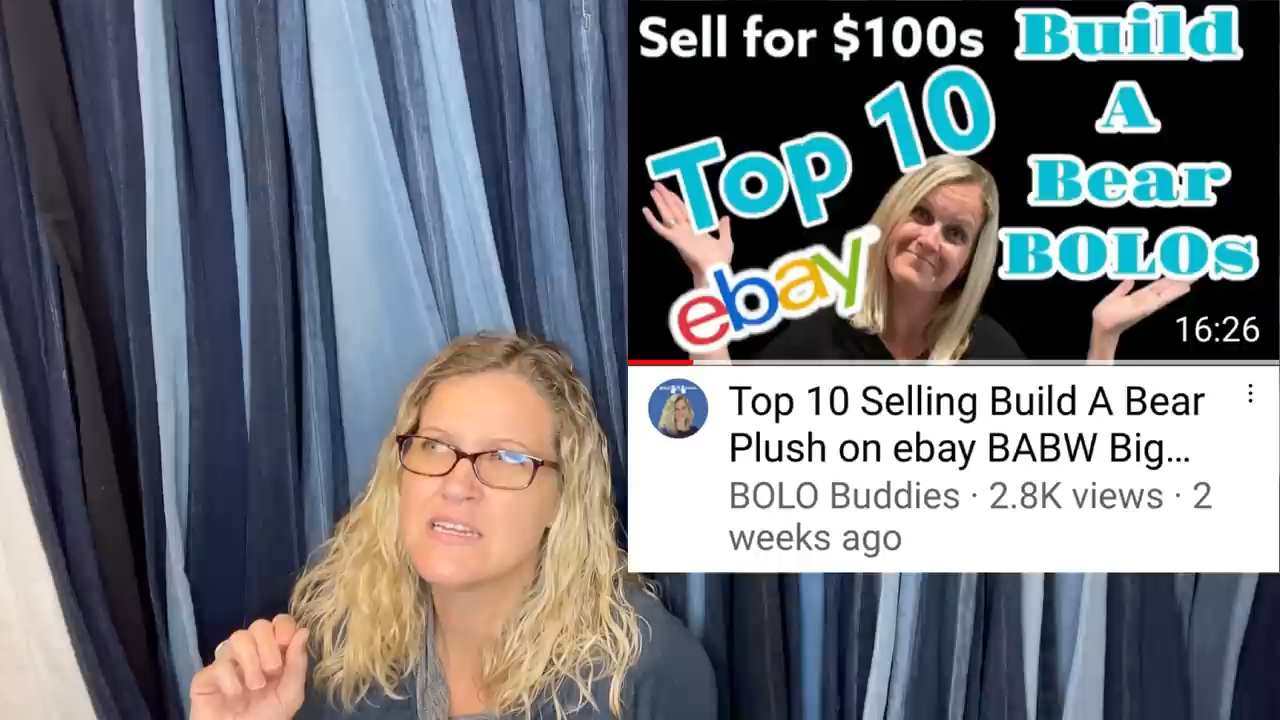 Sell for $100s
Build
A
Bear
BOLOs
Top 10
ebay
16:26
Top 10 Selling Build A Bear
Plush on ebay BABW Big...
BOLO Buddies · 2.8K views · 2
weeks ago